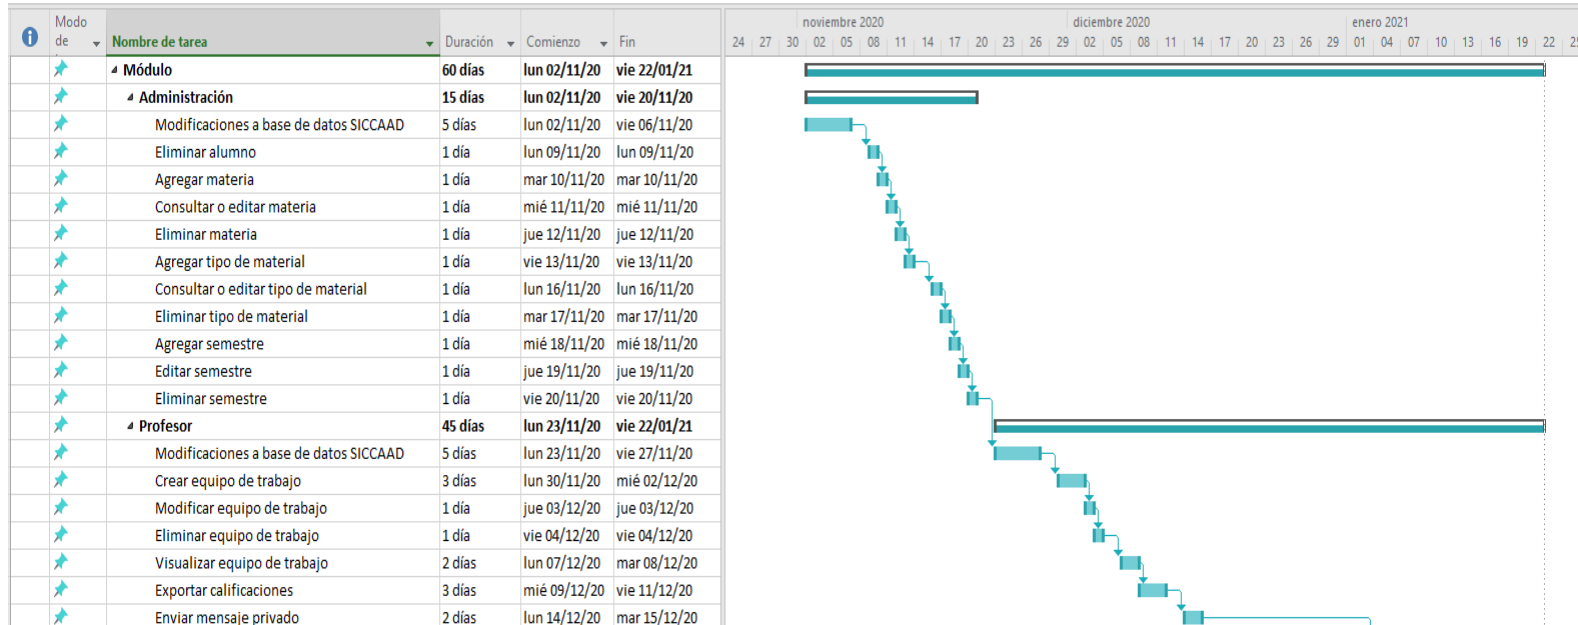 Modo de
noviembre 2020 diciembre 2020 enero 2021
Nombre de tarea Duración Comienzo Fin
24 27 30 02 05 08 11 14 17 20 23 26 29 02 05 08 11 14 17 20 23 26 29 01 04 07 10 13 16 19 22 25
Módulo 60 días lun 02/11/20 vie 22/01/21
Administración 15 días lun 02/11/20 vie 20/11/20
Modificaciones a base de datos SICCAAD 5 días lun 02/11/20 vie 06/11/20
Eliminar alumno 1 día lun 09/11/20 lun 09/11/20
Agregar materia 1 día mar 10/11/20 mar 10/11/20
Consultar o editar materia 1 día mié 11/11/20 mié 11/11/20
Eliminar materia 1 día jue 12/11/20 jue 12/11/20
Agregar tipo de material 1 día vie 13/11/20 vie 13/11/20
Consultar o editar tipo de material 1 día lun 16/11/20 lun 16/11/20
Eliminar tipo de material 1 día mar 17/11/20 mar 17/11/20
Agregar semestre 1 día mié 18/11/20 mié 18/11/20
Editar semestre 1 día jue 19/11/20 jue 19/11/20
Eliminar semestre 1 día vie 20/11/20 vie 20/11/20
Profesor 45 días lun 23/11/20 vie 22/01/21
Modificaciones a base de datos SICCAAD 5 días lun 23/11/20 vie 27/11/20
Crear equipo de trabajo 3 días lun 30/11/20 mié 02/12/20
Modificar equipo de trabajo 1 día jue 03/12/20 jue 03/12/20
Eliminar equipo de trabajo 1 día vie 04/12/20 vie 04/12/20
Visualizar equipo de trabajo 2 días lun 07/12/20 mar 08/12/20
Exportar calificaciones 3 días mié 09/12/20 vie 11/12/20
Enviar mensaje privado 2 días lun 14/12/20 mar 15/12/20